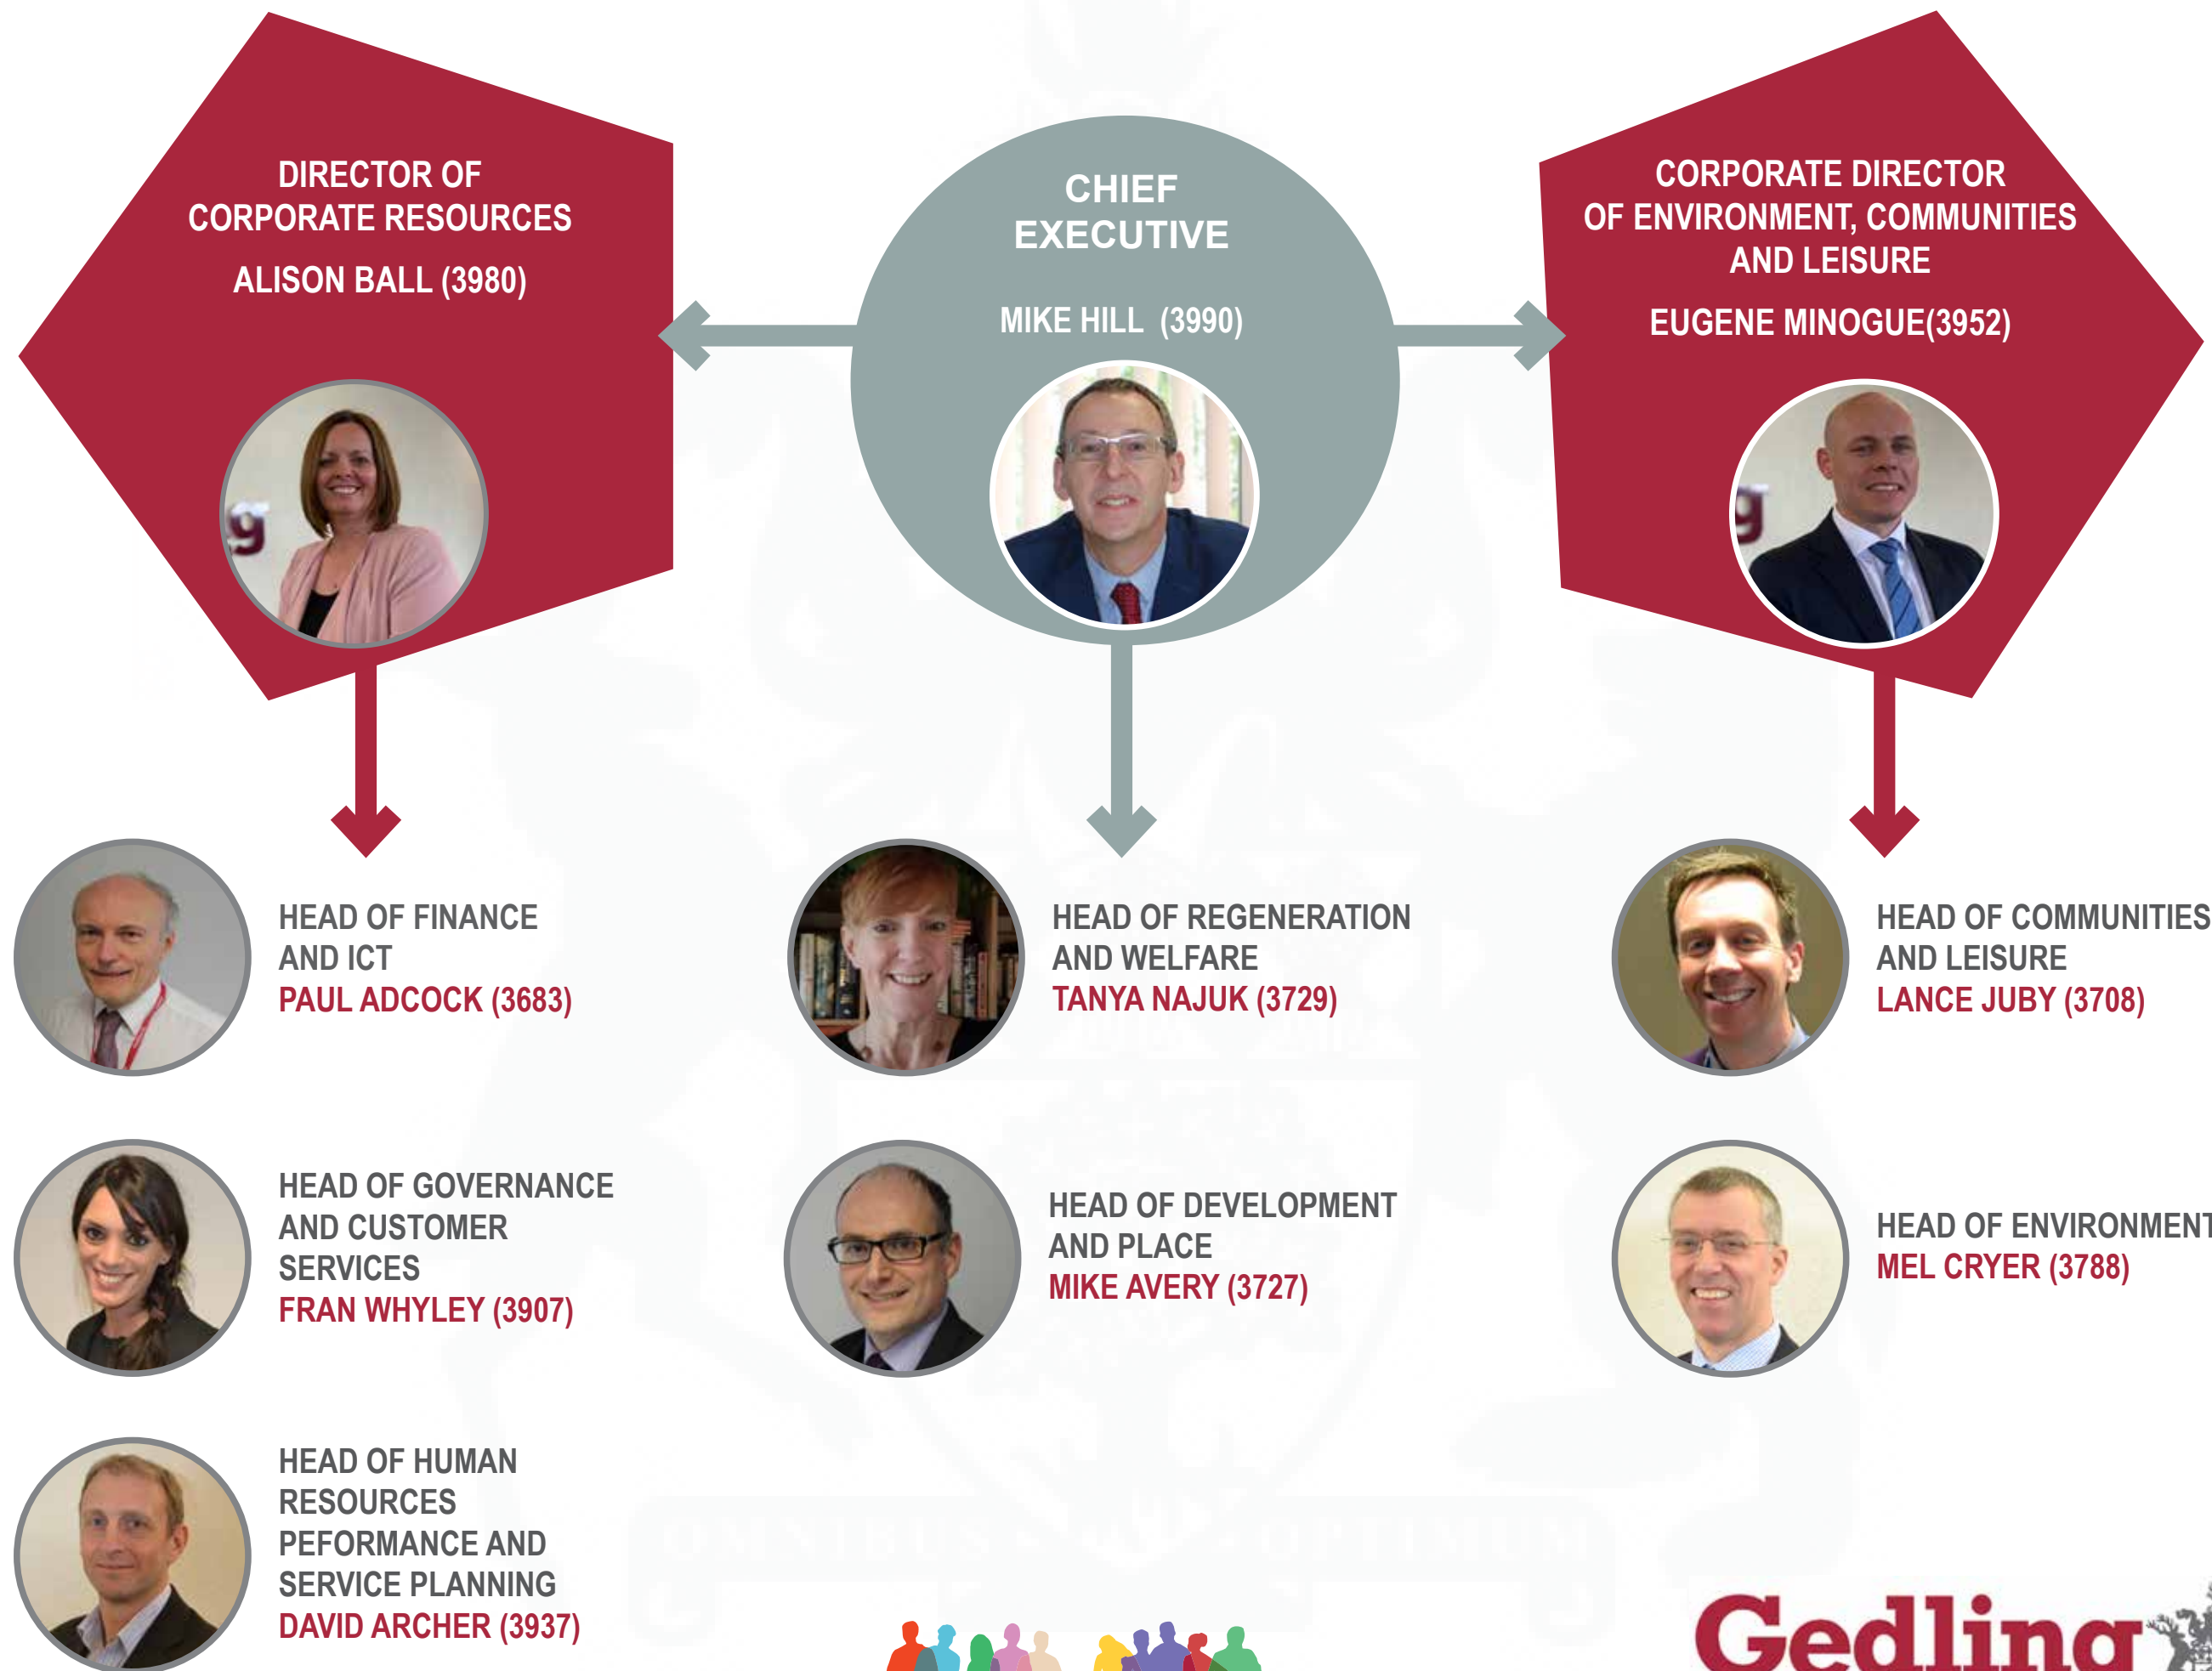 DIRECTOR OF
CORPORATE RESOURCES
ALISON BALL (3980)
CHIEF
EXECUTIVE
MIKE HILL (3990)
CORPORATE DIRECTOR
OF ENVIRONMENT, COMMUNITIES
AND LEISURE
EUGENE MINOGUE(3952)
g
g
HEAD OF FINANCE
AND ICT
PAUL ADCOCK (3683)
HEAD OF GOVERNANCE
AND CUSTOMER
SERVICES
FRAN WHYLEY (3907)
HEAD OF HUMAN
RESOURCES
PEFORMANCE AND
SERVICE PLANNING
DAVID ARCHER (3937)
HEAD OF REGENERATION
AND WELFARE
TANYA NAJUK (3729)
HEAD OF DEVELOPMENT
AND PLACE
MIKE AVERY (3727)
HEAD OF COMMUNITIES
AND LEISURE
LANCE JUBY (3708)
HEAD OF ENVIRONMENT
MEL CRYER (3788)
Gedling